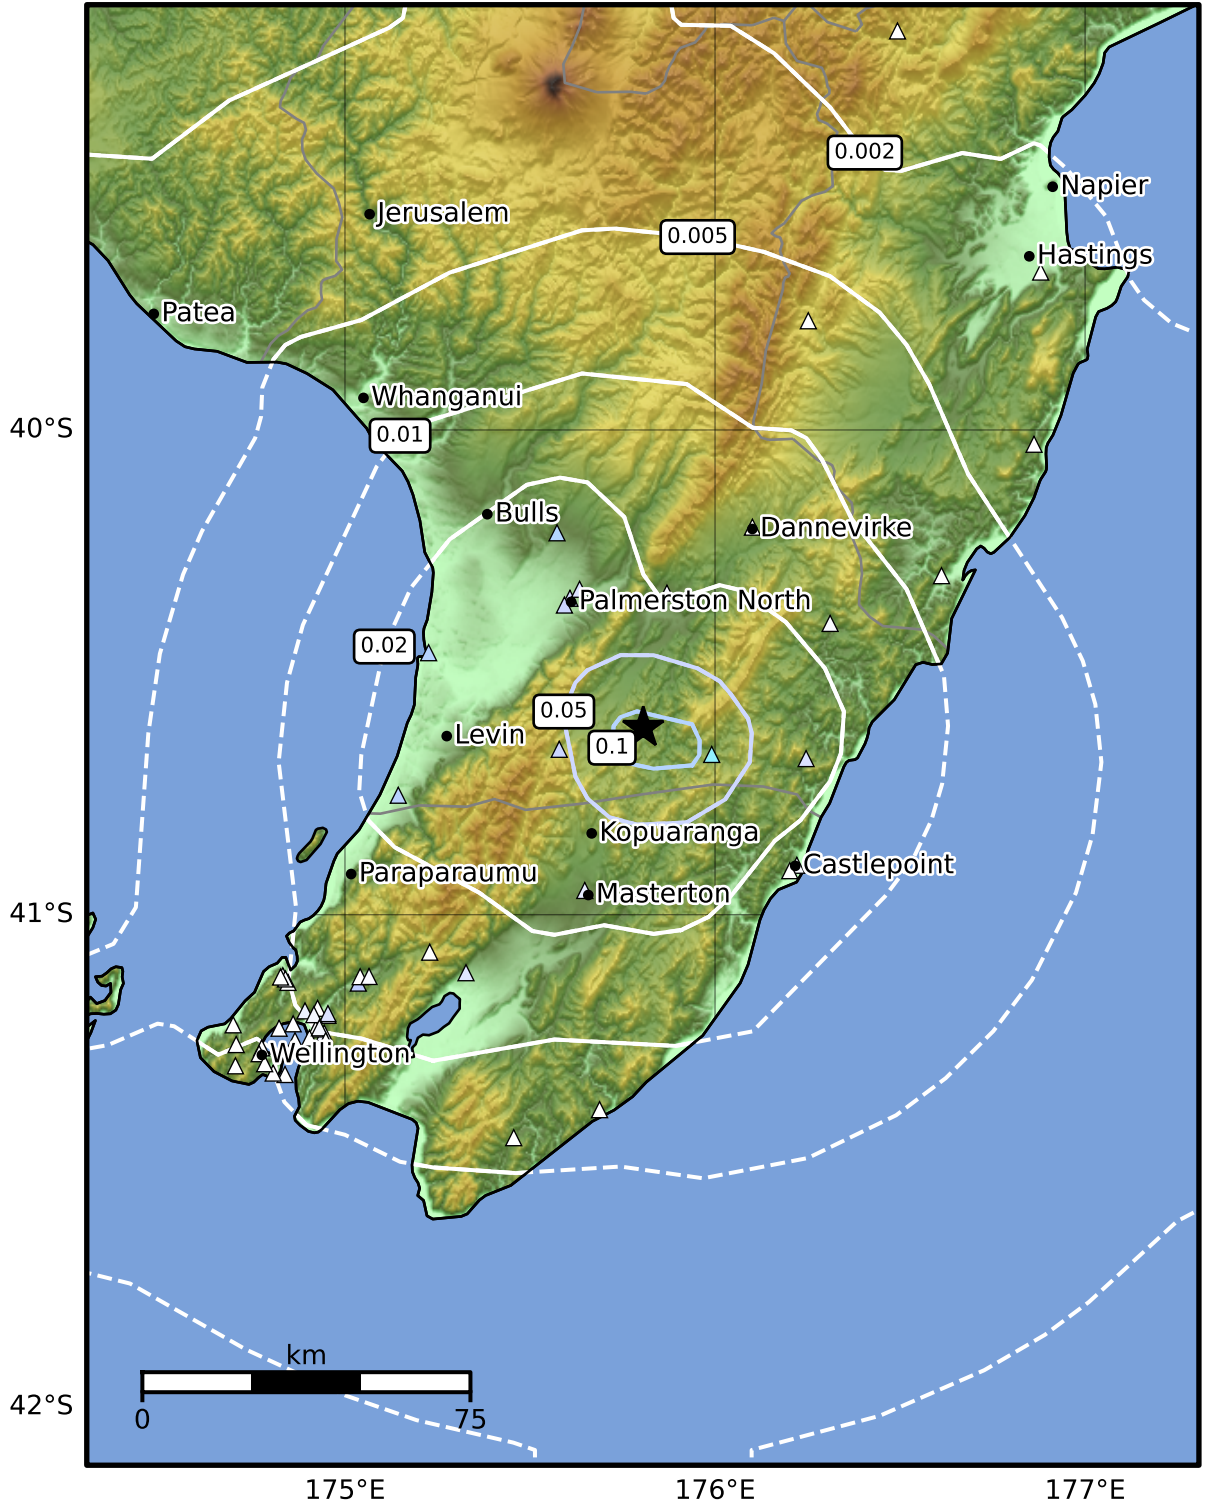 0.002
Napier
Jerusalem
0.005
Hastings
Patea
Whanganui
40°S
0.01
Bulls
Dannevirke
Palmerston North
0.02
0.05
Levin
0.1
Kopuaranga
Castlepoint
Paraparaumu
Masterton
41°S
Wellington
km
0
75
42°S
175°E
176°E
177°E